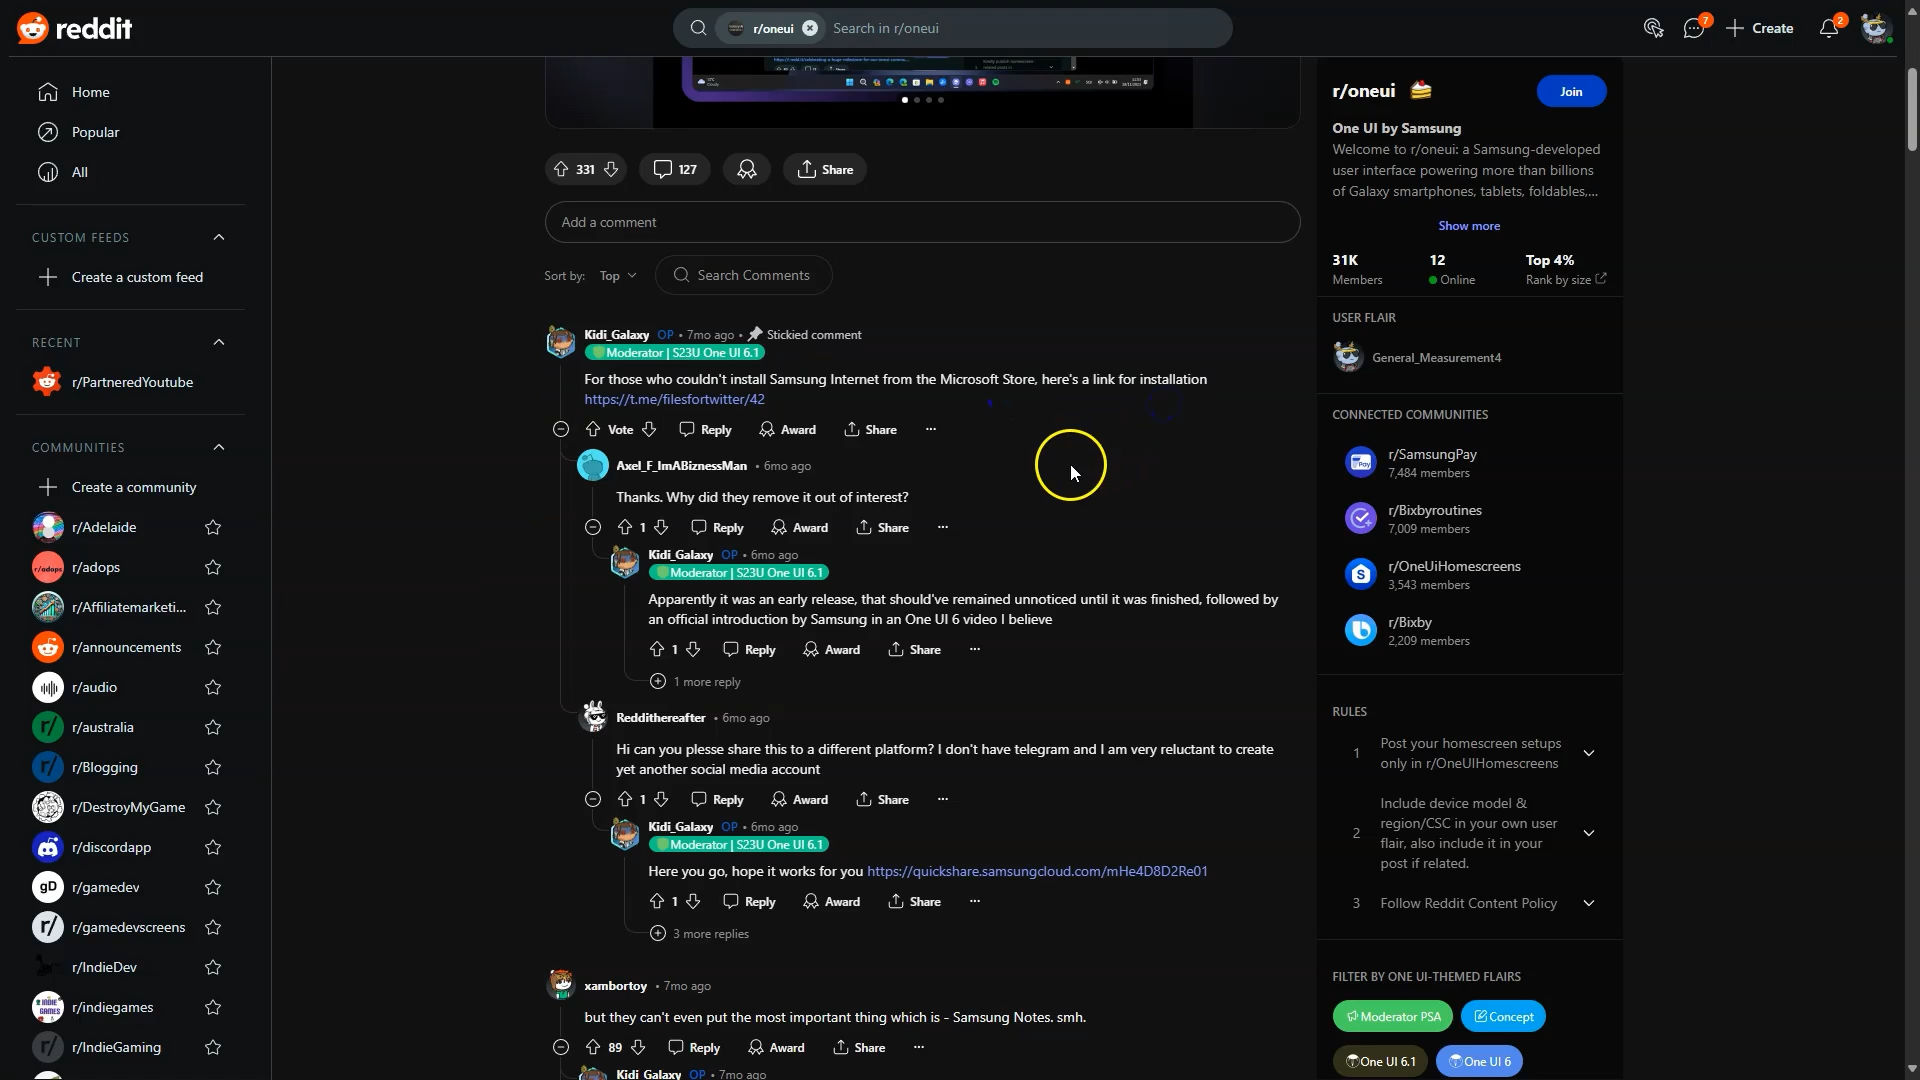 reddit
r/oneui
Search in r/oneui
7
Create
2
Home
Popular
All
CUSTOM FEEDS
Create a custom feed
RECENT
r/PartneredYoutube
COMMUNITIES
Create a community
r/Adelaide
r/adops
r/Affiliatemarketi...
r/announcements
r/audio
r/australia
r/Blogging
r/DestroyMyGame
r/discordapp
r/gamedev
r/gamedevscreens
r/IndieDev
r/indiegames
r/IndieGaming
331
127
Share
Add a comment
Sort by: Top
Search Comments
Kidi_Galaxy OP • 7mo ago • Stickied comment
Moderator | S23U One UI 6.1
For those who couldn't install Samsung Internet from the Microsoft Store, here's a link for installation
https://t.me/filesfortwitter/42
Vote Reply Award Share ...
Axel_F_ImABiznessMan • 6mo ago
Thanks. Why did they remove it out of interest?
1 Reply Award Share ...
Kidi_Galaxy OP • 6mo ago
Moderator | S23U One UI 6.1
Apparently it was an early release, that should've remained unnoticed until it was finished, followed by
an official introduction by Samsung in an One UI 6 video I believe
1 Reply Award Share ...
1 more reply
Reddithereafter • 6mo ago
Hi can you plesse share this to a different platform? I don't have telegram and I am very reluctant to create
yet another social media account
1 Reply Award Share ...
Kidi_Galaxy OP • 6mo ago
Moderator | S23U One UI 6.1
Here you go, hope it works for you https://quickshare.samsungcloud.com/mHe4D8D2Re01
1 Reply Award Share ...
3 more replies
xambortoy • 7mo ago
but they can't even put the most important thing which is - Samsung Notes. smh.
89 Reply Award Share ...
Kidi_Galaxy OP • 7mo ago
r/oneui
Join
One UI by Samsung
Welcome to r/oneui: a Samsung-developed
user interface powering more than billions
of Galaxy smartphones, tablets, foldables,...
Show more
31K 12 Top 4%
Members Online Rank by size
USER FLAIR
General_Measurement4
CONNECTED COMMUNITIES
r/SamsungPay
7,484 members
r/Bixbyroutines
7,009 members
r/OneUiHomescreens
3,543 members
r/Bixby
2,209 members
RULES
1 Post your homescreen setups
only in r/OneUIHomescreens
2 Include device model &
region/CSC in your own user
flair, also include it in your
post if related.
3 Follow Reddit Content Policy
FILTER BY ONE UI-THEMED FLAIRS
Moderator PSA Concept
One UI 6.1 One UI 6